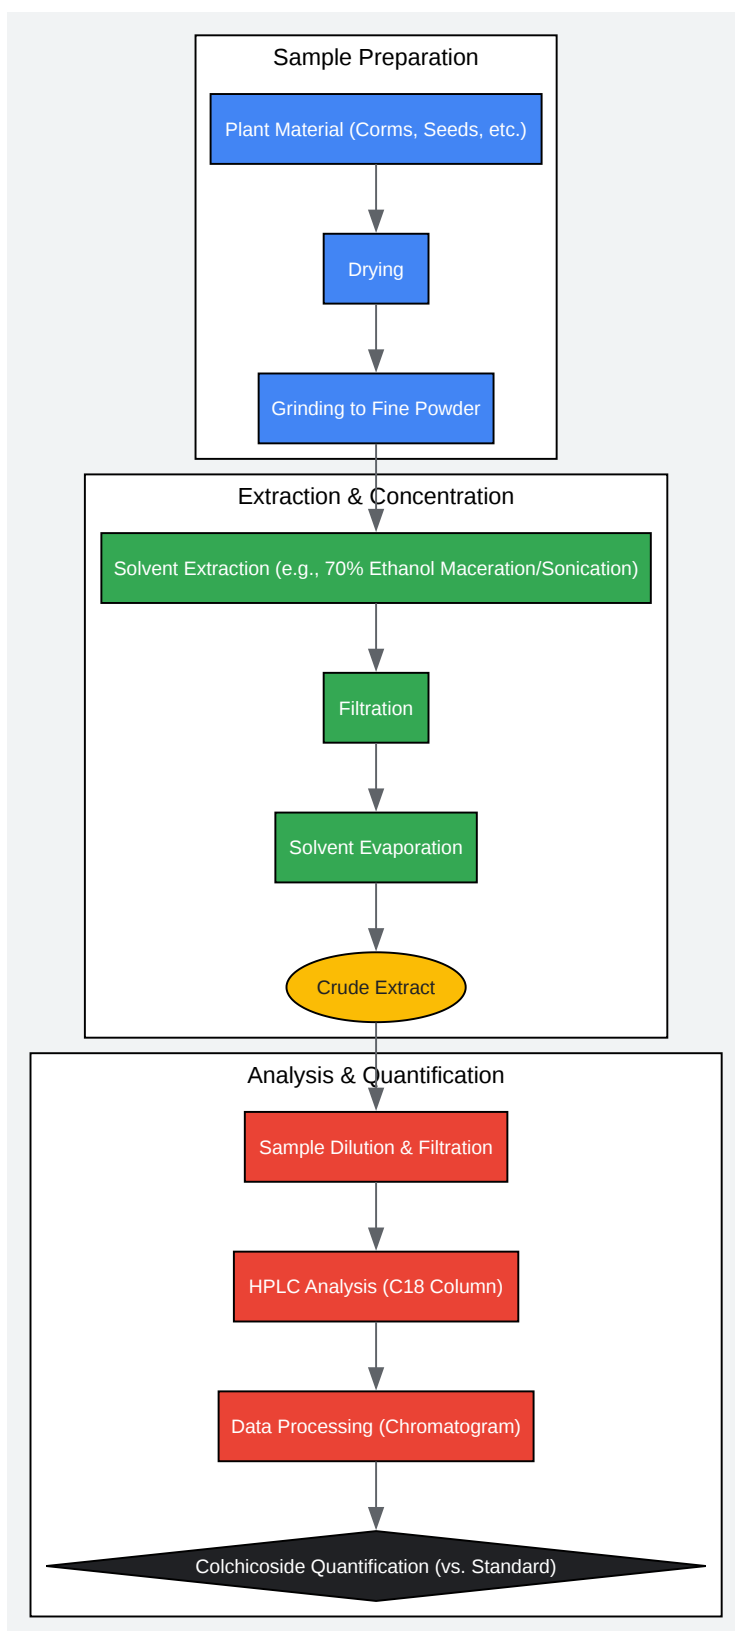 Sample Preparation
Plant Material (Corms, Seeds, etc.)
Drying
Grinding to Fine Powder
Extraction & Concentration
Solvent Extraction (e.g., 70% Ethanol Maceration/Sonication)
Filtration
Solvent Evaporation
Crude Extract
Analysis & Quantification
Sample Dilution & Filtration
HPLC Analysis (C18 Column)
Data Processing (Chromatogram)
Colchicoside Quantification (vs. Standard)